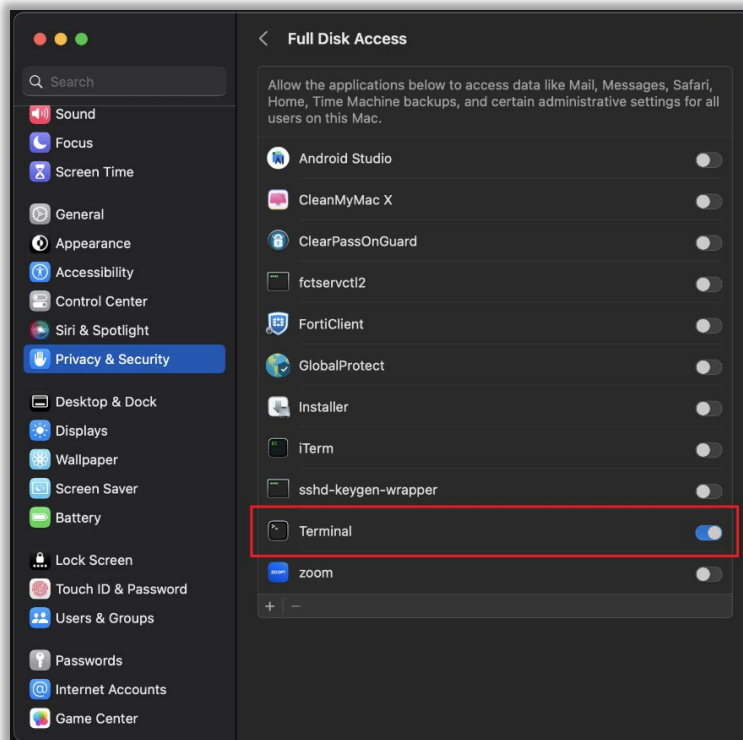 Full Disk Access
Search
Sound
Focus
Screen Time
General
Appearance
Accessibility
Control Center
Siri & Spotlight
Privacy & Security
Desktop & Dock
Displays
Wallpaper
Screen Saver
Battery
Lock Screen
Touch ID & Password
Users & Groups
Passwords
Internet Accounts
Game Center
Allow the applications below to access data like Mail, Messages, Safari,
Home, Time Machine backups, and certain administrative settings for all
users on this Mac.
Android Studio
CleanMyMac X
ClearPassOnGuard
fctservctl2
FortiClient
GlobalProtect
Installer
iTerm
sshd-keygen-wrapper
Terminal
zoom